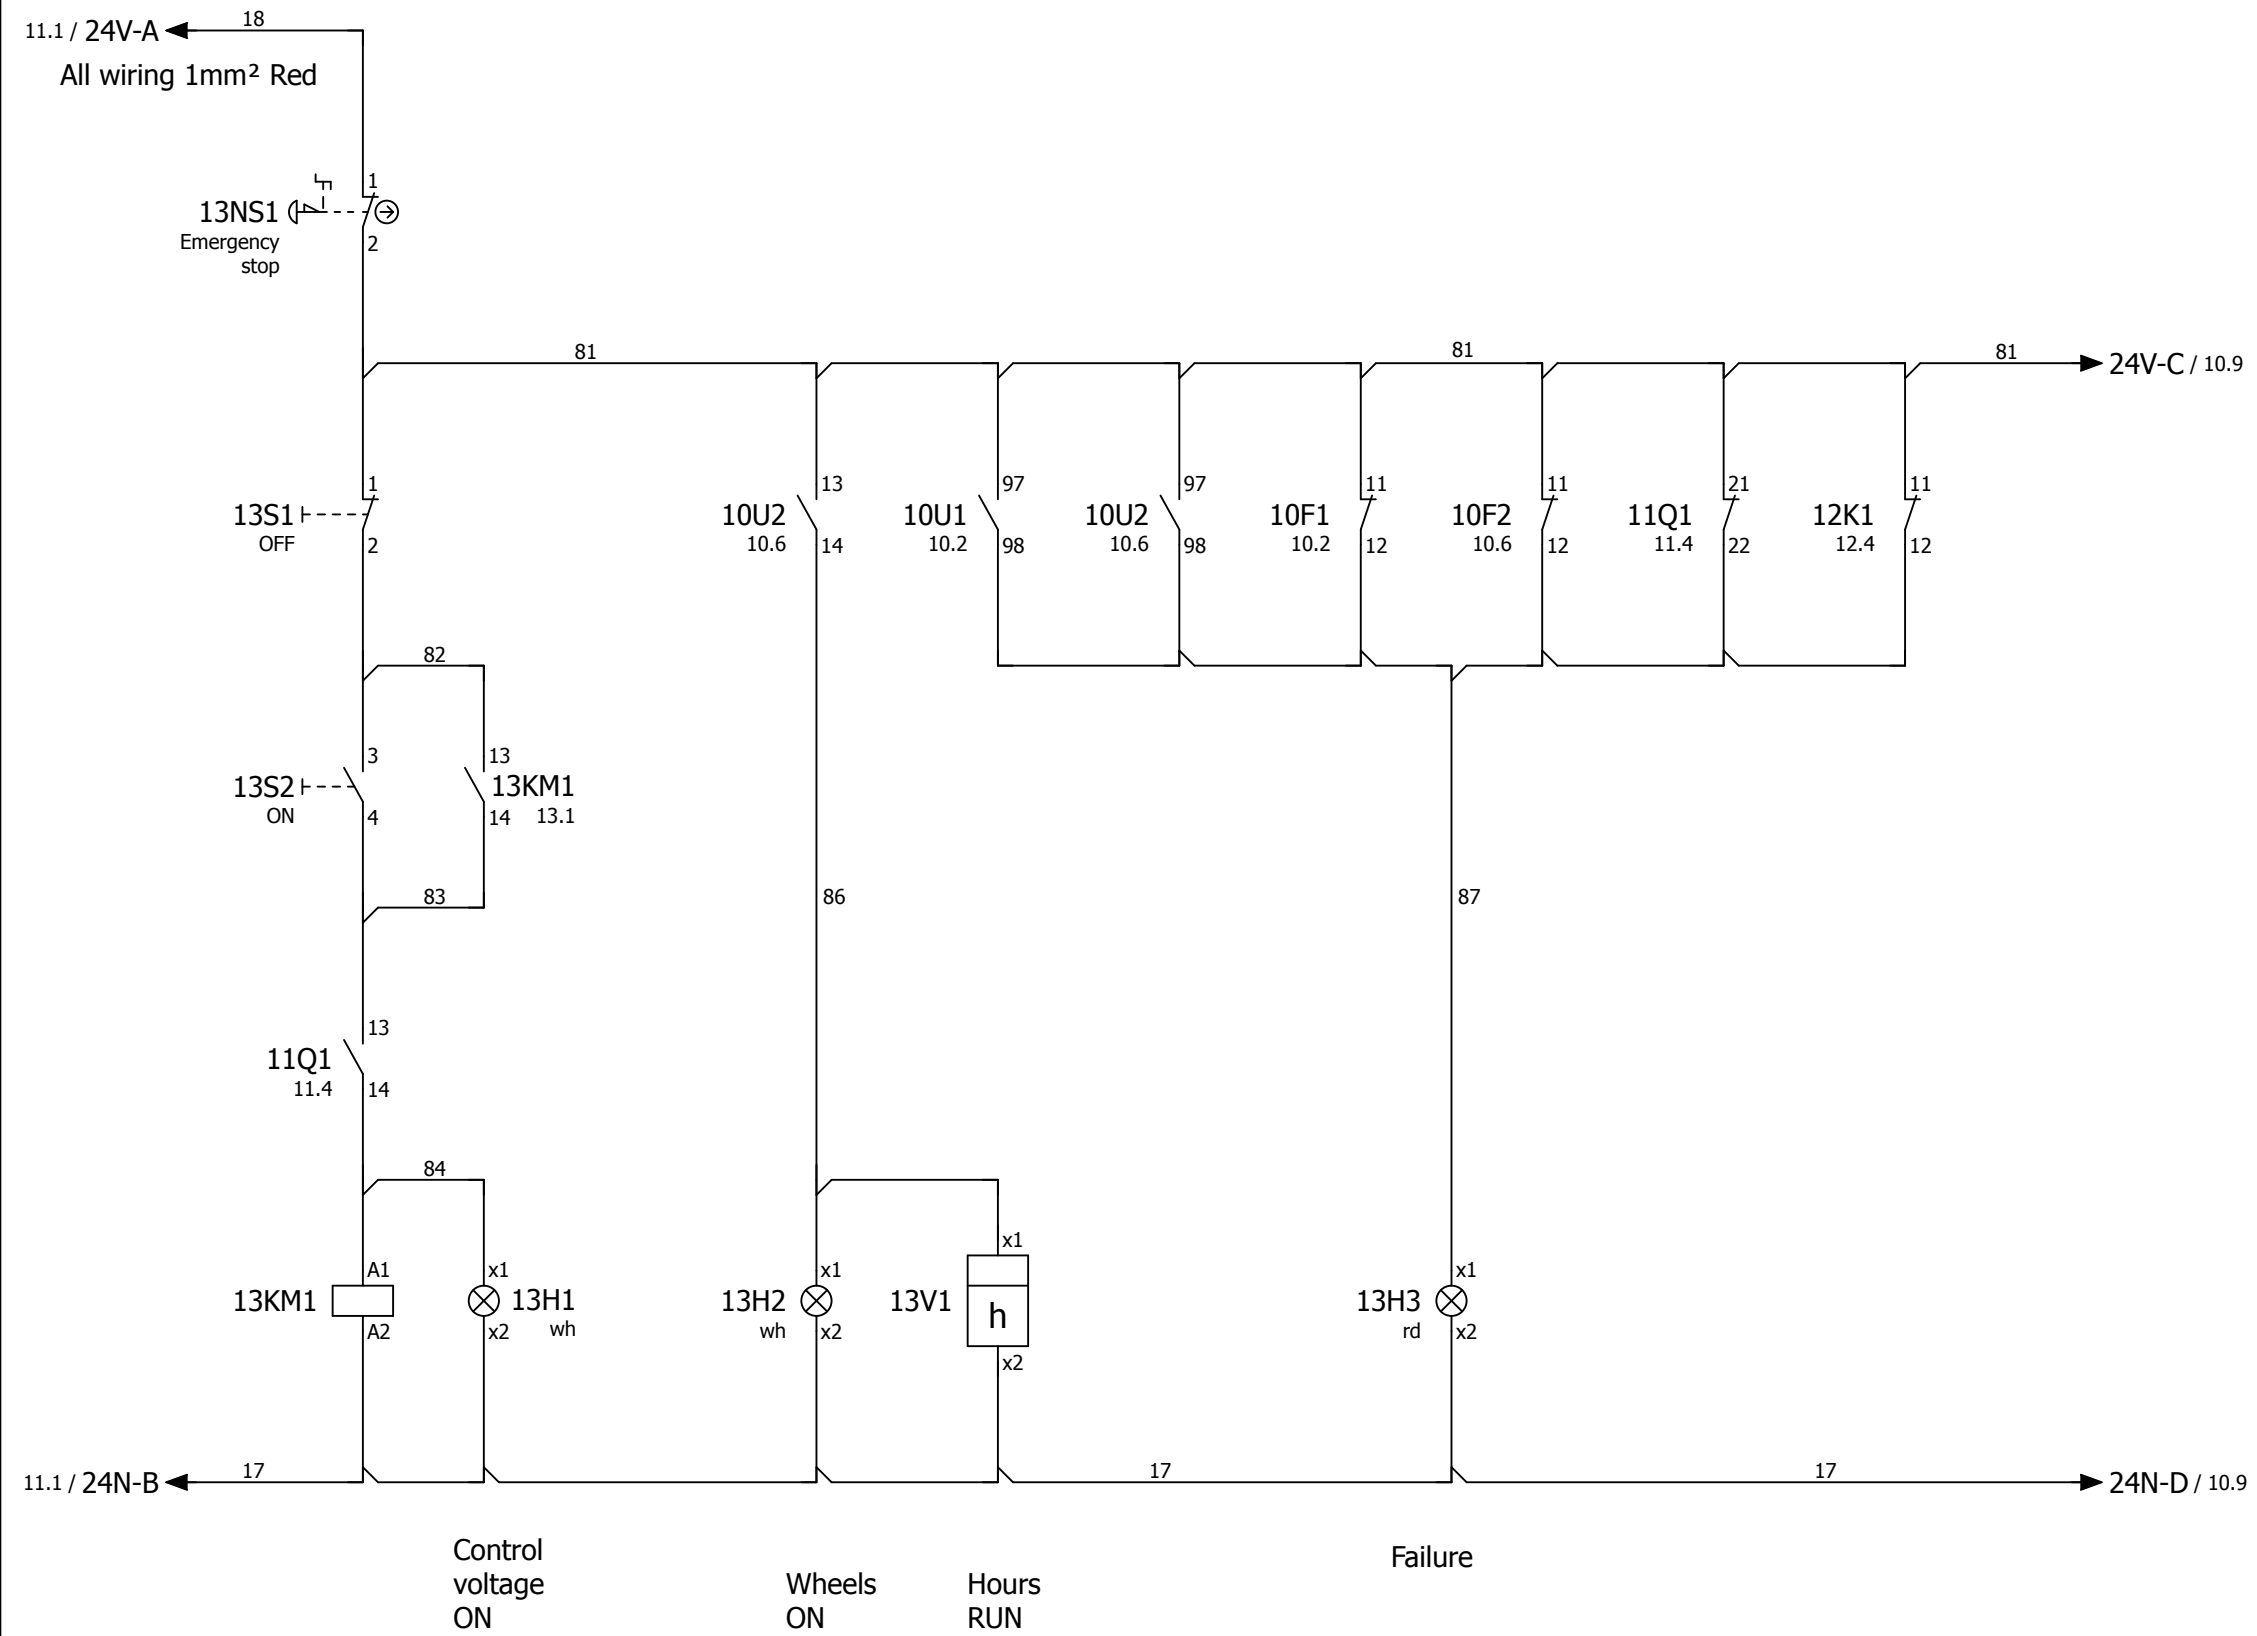 11.1 / 24V-A
18
All wiring 1mm² Red
1
13NS1
Emergency
stop
2
81
81
81
24V-C / 10.9
1
13S1
OFF
2
13
10U2
10.6
14
97
10U1
10.2
98
97
10U2
10.6
98
11
10F1
10.2
12
11
10F2
10.6
12
21
11Q1
11.4
22
11
12K1
12.4
12
82
3
13S2
ON
4
13
13KM1
14 13.1
83
86
87
13
11Q1
11.4
14
84
A1
13KM1
A2
x1
13H1
wh
x2
x1
13H2
wh
x2
x1
13V1
h
x2
x1
13H3
rd
x2
11.1 / 24N-B
17
17
17
24N-D / 10.9
Control
voltage
ON
Wheels
ON
Hours
RUN
Failure